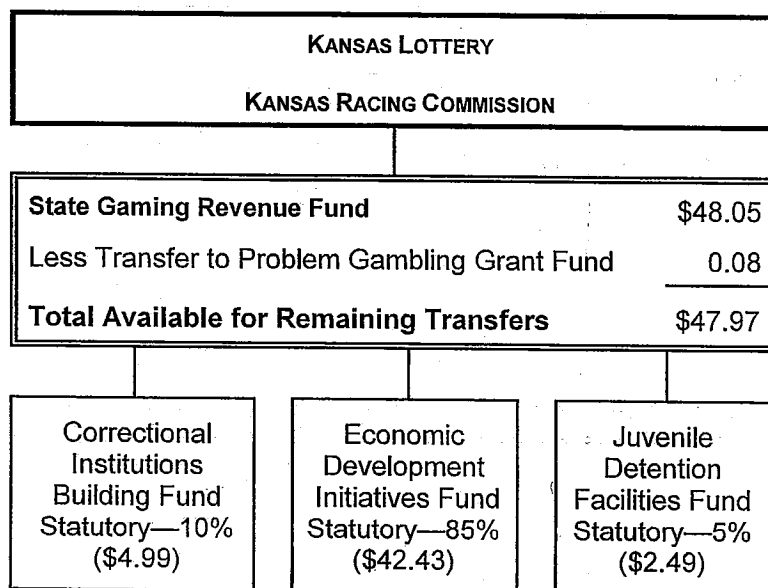 KANSAS LOTTERY
KANSAS RACING COMMISSION
State Gaming Revenue Fund $48.05
Less Transfer to Problem Gambling Grant Fund 0.08
Total Available for Remaining Transfers $47.97
Correctional
Institutions
Building Fund
Statutory—10%
($4.99)
Economic
Development
Initiatives Fund
Statutory—85%
($42.43)
Juvenile
Detention
Facilities Fund
Statutory—5%
($2.49)